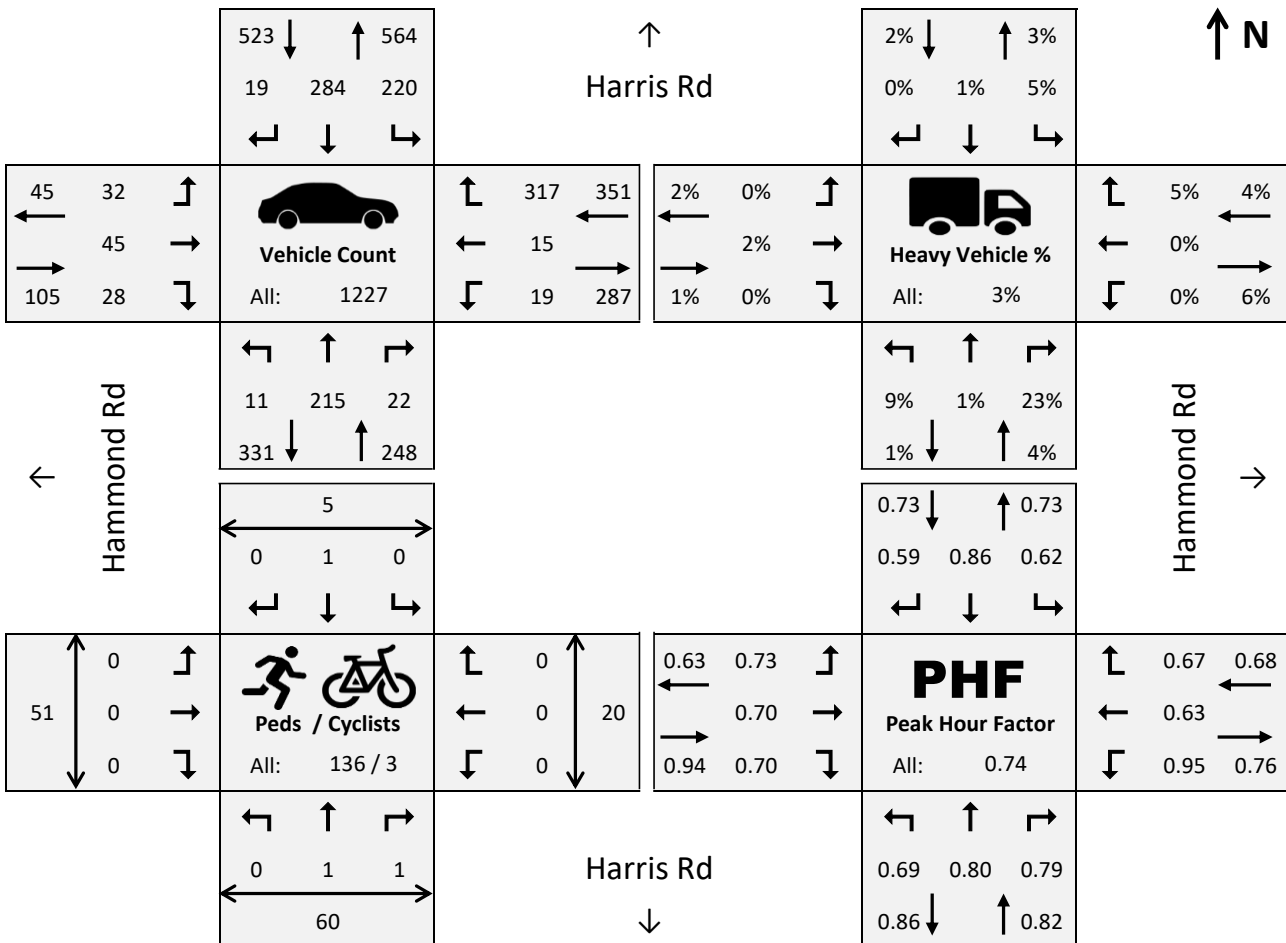 523 564 2% 3% N
Harris Rd
19 284 220 0% 1% 5%
45 32 317 351 2% 0% 5% 4%
45 Vehicle Count 15 2% Heavy Vehicle % 0%
105 28 All: 1227 19 287 1% 0% All: 3% 0% 6%
11 215 22 9% 1% 23%
331 248 1% 4%
Hammond Rd
Hammond Rd
5 0.73 0.73
0 1 0 0.59 0.86 0.62
0 0 0.63 0.73 PHF 0.67 0.68
51 0 Peds / Cyclists 0 20 0.70 Peak Hour Factor 0.63
0 All: 136 / 3 0 0.94 0.70 All: 0.74 0.95 0.76
0 1 1 Harris Rd 0.69 0.80 0.79
60 0.86 0.82